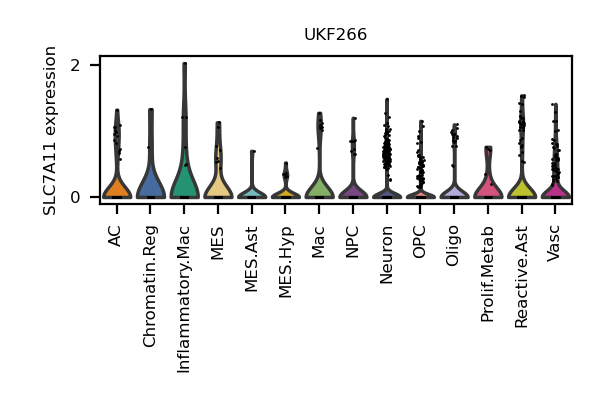 UKF266
SLC7A11 expression
2
0
AC
Chromatin.Reg
Inflammatory.Mac
MES
MES.Ast
MES.Hyp
Mac
NPC
Neuron
OPC
Oligo
Prolif.Metab
Reactive.Ast
Vasc